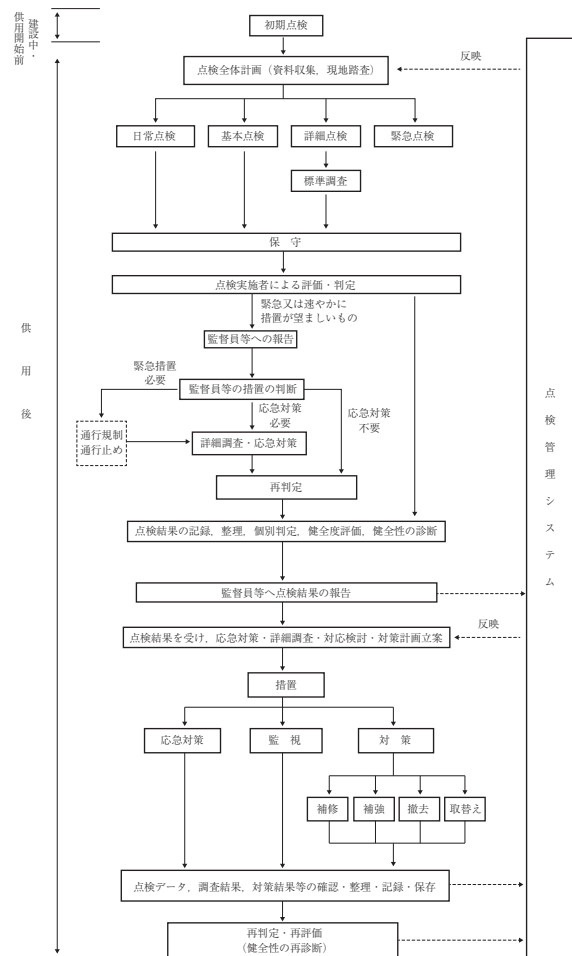 建設中・
供用開始前
初期点検
点検全体計画（資料収集，現地踏査）
反映
日常点検
基本点検
詳細点検
緊急点検
標準調査
保　守
点検実施者による評価・判定
緊急又は速やかに
措置が望ましいもの
監督員等への報告
緊急措置
必要
監督員等の措置の判断
応急対策
必要
応急対策
不要
通行規制
通行止め
詳細調査・応急対策
再判定
点検結果の記録，整理，個別判定，健全度評価，健全性の診断
監督員等へ点検結果の報告
反映
点検結果を受け，応急対策・詳細調査・対応検討・対策計画立案
措置
応急対策
監　視
対　策
補修
補強
撤去
取替え
点検データ，調査結果，対策結果等の確認・整理・記録・保存
再判定・再評価
（健全性の再診断）
供用後
点検管理システム